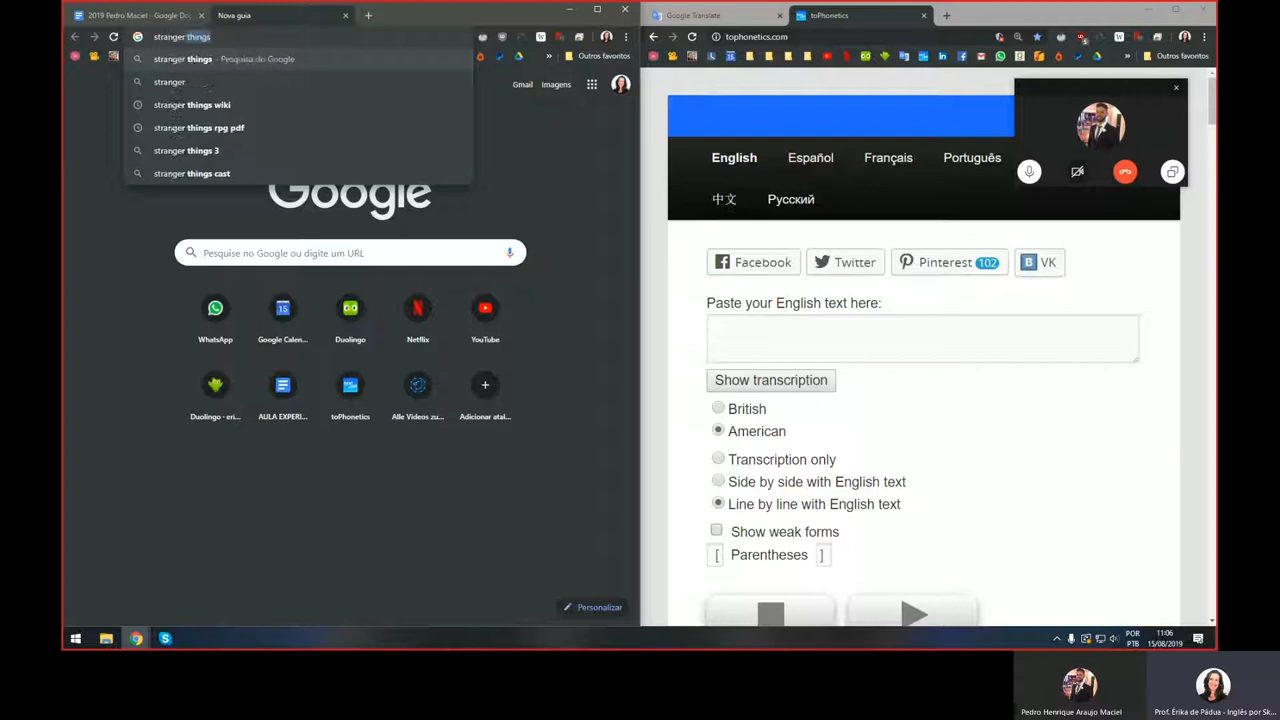 2019 Pedro Maciel - Google Do
Nova guia
stranger things
stranger things - Pesquisa do Google
stranger
stranger things wiki
stranger things rpg pdf
stranger things 3
stranger things cast
Outros favoritos
Gmail
Imagens
Google
Pesquise no Google ou digite um URL
WhatsApp
Google Calen...
Duolingo
Netflix
YouTube
Duolingo - eri...
AULA EXPERI...
toPhonetics
Alle Videos zu...
Adicionar atal...
Personalizar
Google Translate
toPhonetics
tophonetics.com
Outros favoritos
English
Español
Français
Português
中文
Русский
Facebook
Twitter
Pinterest 102
VK
Paste your English text here:
Show transcription
British
American
Transcription only
Side by side with English text
Line by line with English text
Show weak forms
[ Parentheses ]
POR
PTB
11:06
15/08/2019
Pedro Henrique Araujo Maciel
Prof. Érika de Pádua - Inglês por Sk...